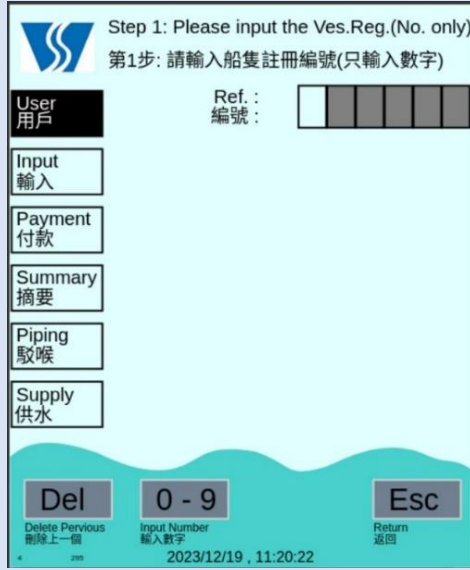 Step 1: Please input the Ves.Reg.(No. only)
第1步: 請輸入船隻註冊編號(只輸入數字)
User
用戶
Ref. :
編號 :
Input
輸入
Payment
付款
Summary
摘要
Piping
駁喉
Supply
供水
Del
0 - 9
Esc
Delete Pervious
刪除上一個
Input Number
輸入數字
Return
返回
4
295
2023/12/19 , 11:20:22